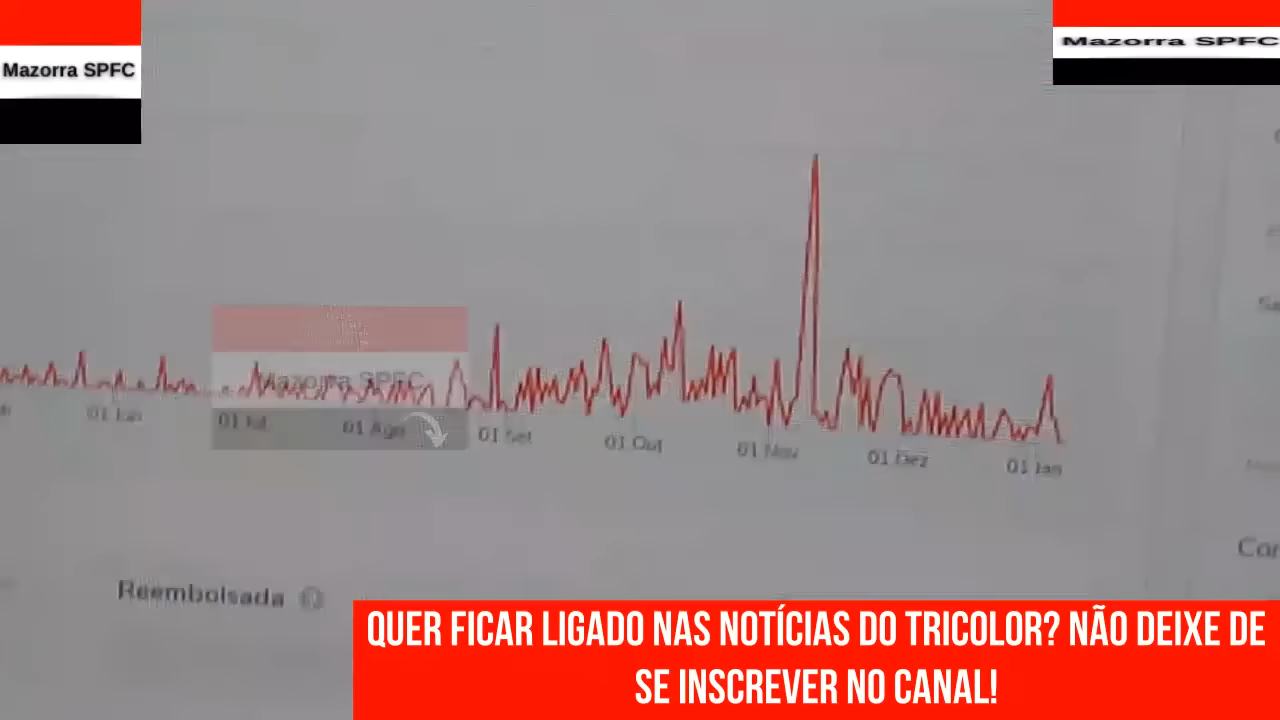 Mazorra SPFC
Mazorra SPFC
Mazorra SPFC
01 Jun
01 Jul
01 Ago
01 Set
01 Out
01 Nov
01 Dez
01 Jan
Reembolsada
QUER FICAR LIGADO NAS NOTÍCIAS DO TRICOLOR? NÃO DEIXE DE
SE INSCREVER NO CANAL!